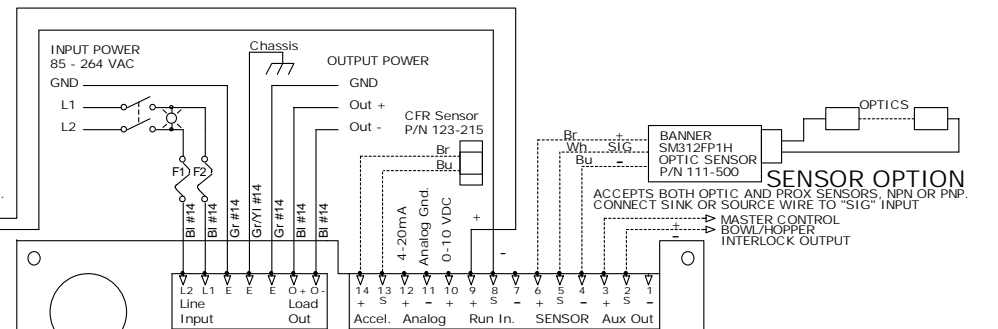 INPUT POWER
85 - 264 VAC
GND
L1
L2
Chassis
OUTPUT POWER
GND
Out +
Out -
CFR Sensor
P/N 123-215
Br
Bu
F1
F2
Bl #14
Bl #14
Gr #14
Gr/Yl #14
Gr #14
Bl #14
Bl #14
4-20mA
Analog Gnd.
0-10 VDC
+
-
Br +
Wh SIG
Bu -
BANNER
SM312FP1H
OPTIC SENSOR
P/N 111-500
OPTICS
SENSOR OPTION
ACCEPTS BOTH OPTIC AND PROX SENSORS, NPN OR PNP.
CONNECT SINK OR SOURCE WIRE TO "SIG" INPUT
MASTER CONTROL
+ BOWL/HOPPER
- INTERLOCK OUTPUT
L2 L1 E E E O+ O-
Line Load
Input Out
14 13 12 11 10 9 8 7 6 5 4 3 2 1
+ S + - + + S - + S - + S -
Accel. Analog Run In. SENSOR Aux Out